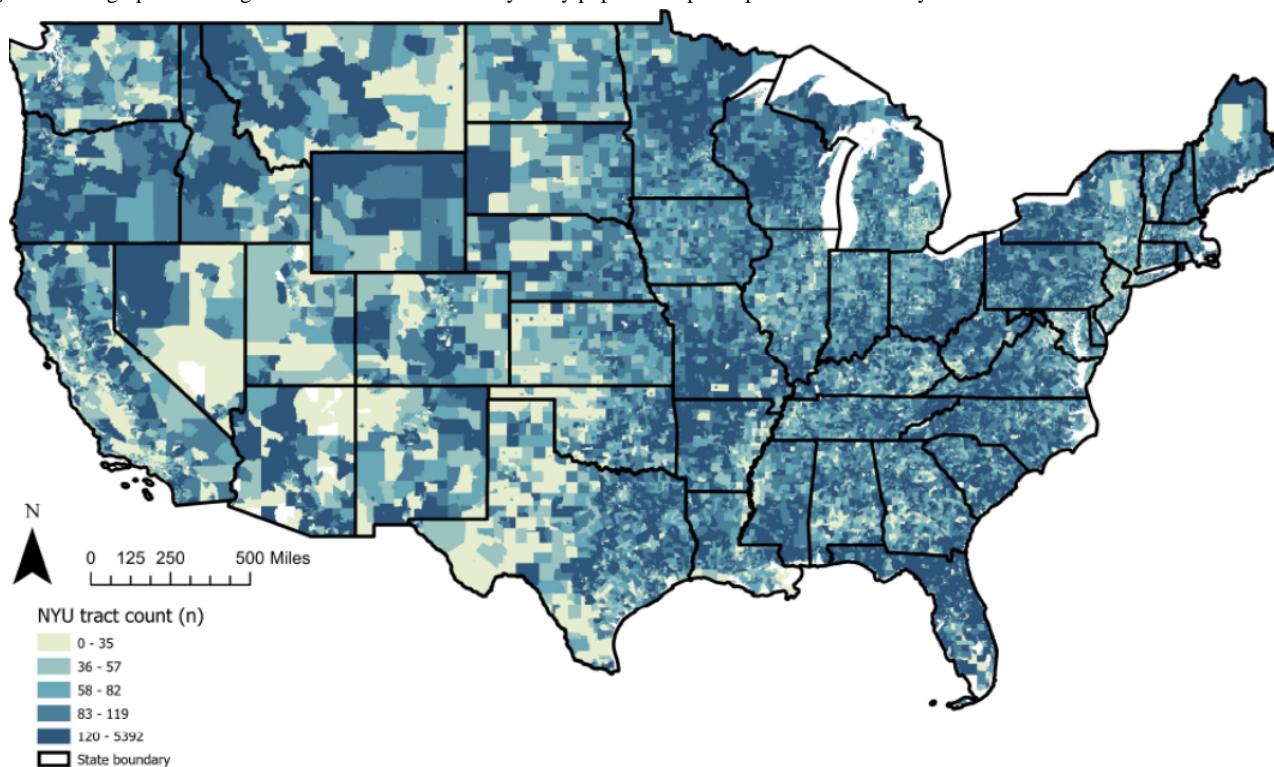 N
0 125 250 500 Miles
NYU tract count (n)
0 - 35
36 - 57
58 - 82
83 - 119
120 - 5392
State boundary